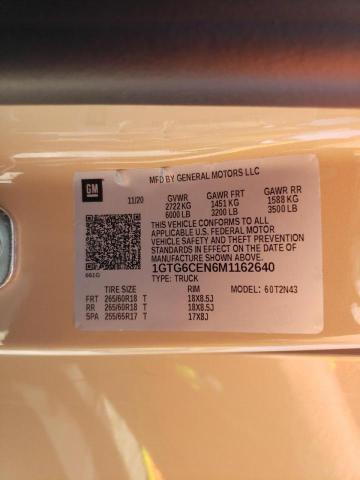 GM
MFD BY GENERAL MOTORS LLC
11/20 GVWR GAWR FRT GAWR RR
2722 KG 1451 KG 1588 KG
6000 LB 3200 LB 3500 LB
THIS VEHICLE CONFORMS TO ALL
APPLICABLE U.S. FEDERAL MOTOR
VEHICLE SAFETY AND BUMPER
STANDARDS IN EFFECT ON THE DATE OF
MANUFACTURE SHOWN ABOVE.
1GTG6CEN6M1162640
TYPE: TRUCK
TIRE SIZE RIM MODEL: 60T2N43
FRT 265/60R18 T 18X8.5J
RR 265/60R18 T 18X8.5J
SPA 255/65R17 T 17X8J